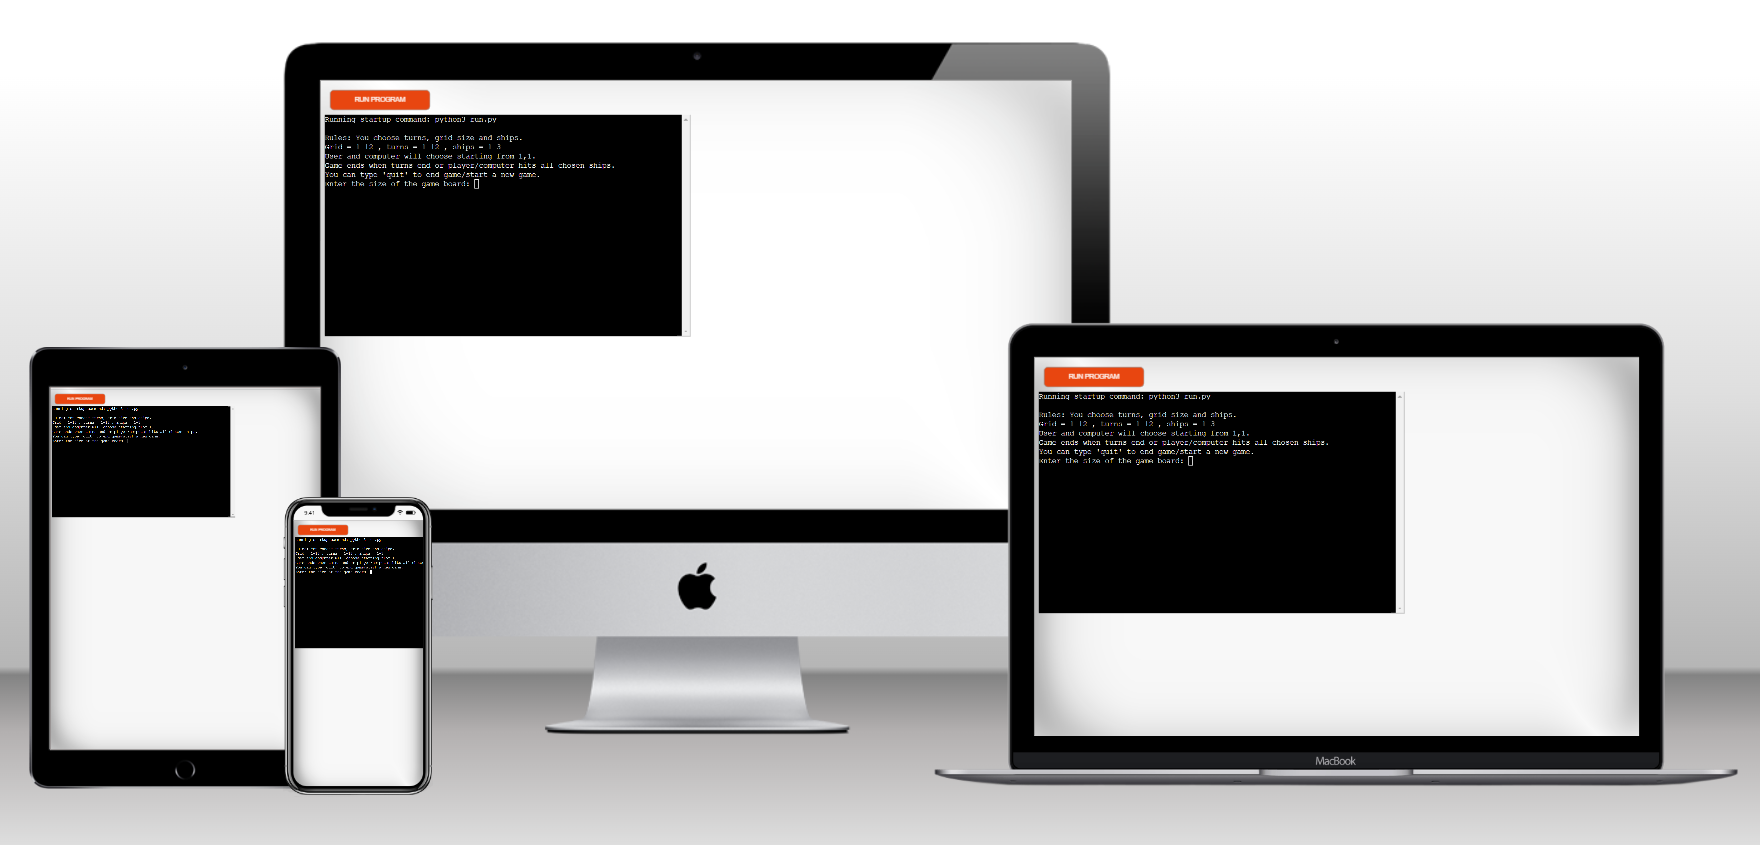 RUN PROGRAM
Running startup command: python3 run.py
Rules: You choose turns, grid size and ships.
Grid = 1-12 , turns = 1-12 , ships = 1-3
User and computer will choose starting from 1,1.
Game ends when turns end or player/computer hits all chosen ships.
You can type 'quit' to end game/start a new game.
Enter the size of the game board:
RUN PROGRAM
Running startup command: python3 run.py
Rules: You choose turns, grid size and ships.
Grid = 1-12 , turns = 1-12 , ships = 1-3
User and computer will choose starting from 1,1.
Game ends when turns end or player/computer hits all chosen ships.
You can type 'quit' to end game/start a new game.
Enter the size of the game board:
MacBook
RUN PROGRAM
9:41
RUN PROGRAM